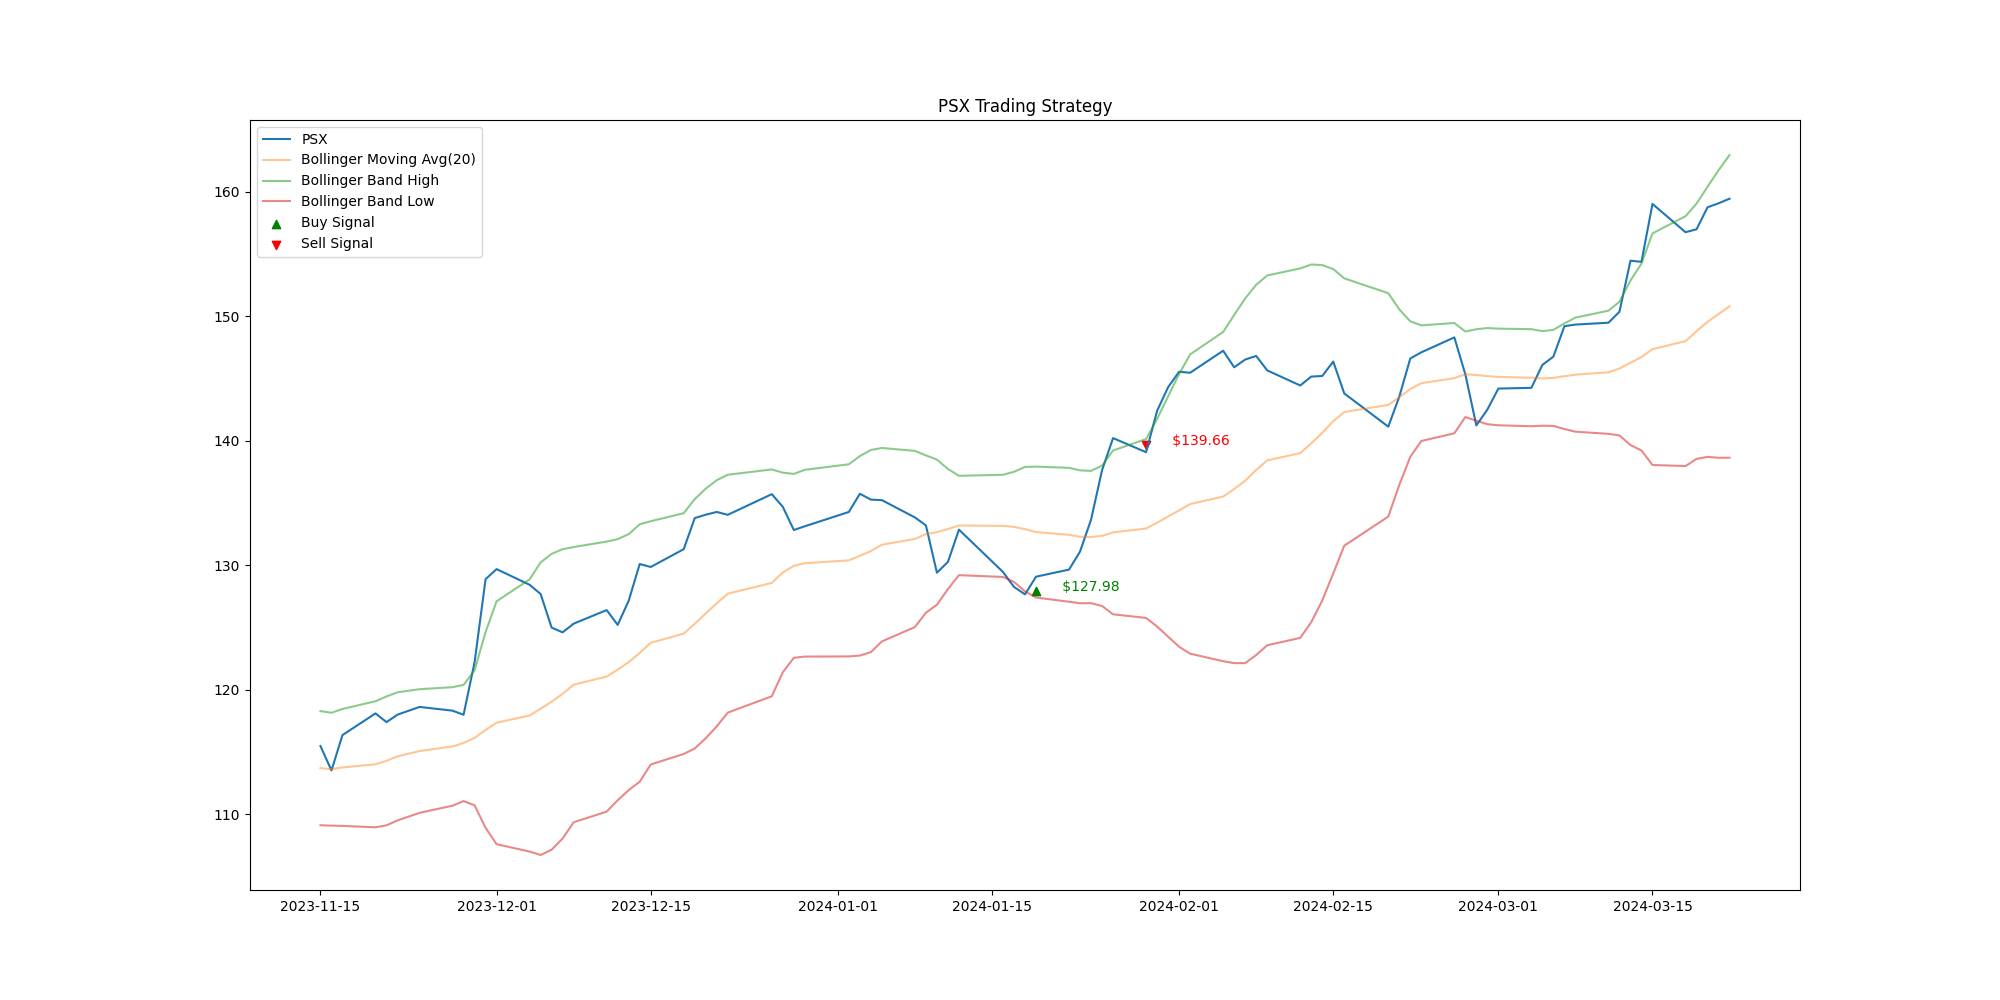 PSX Trading Strategy
PSX
Bollinger Moving Avg(20)
Bollinger Band High
Bollinger Band Low
Buy Signal
Sell Signal
160
150
140
130
120
110
$139.66
$127.98
2023-11-15
2023-12-01
2023-12-15
2024-01-01
2024-01-15
2024-02-01
2024-02-15
2024-03-01
2024-03-15